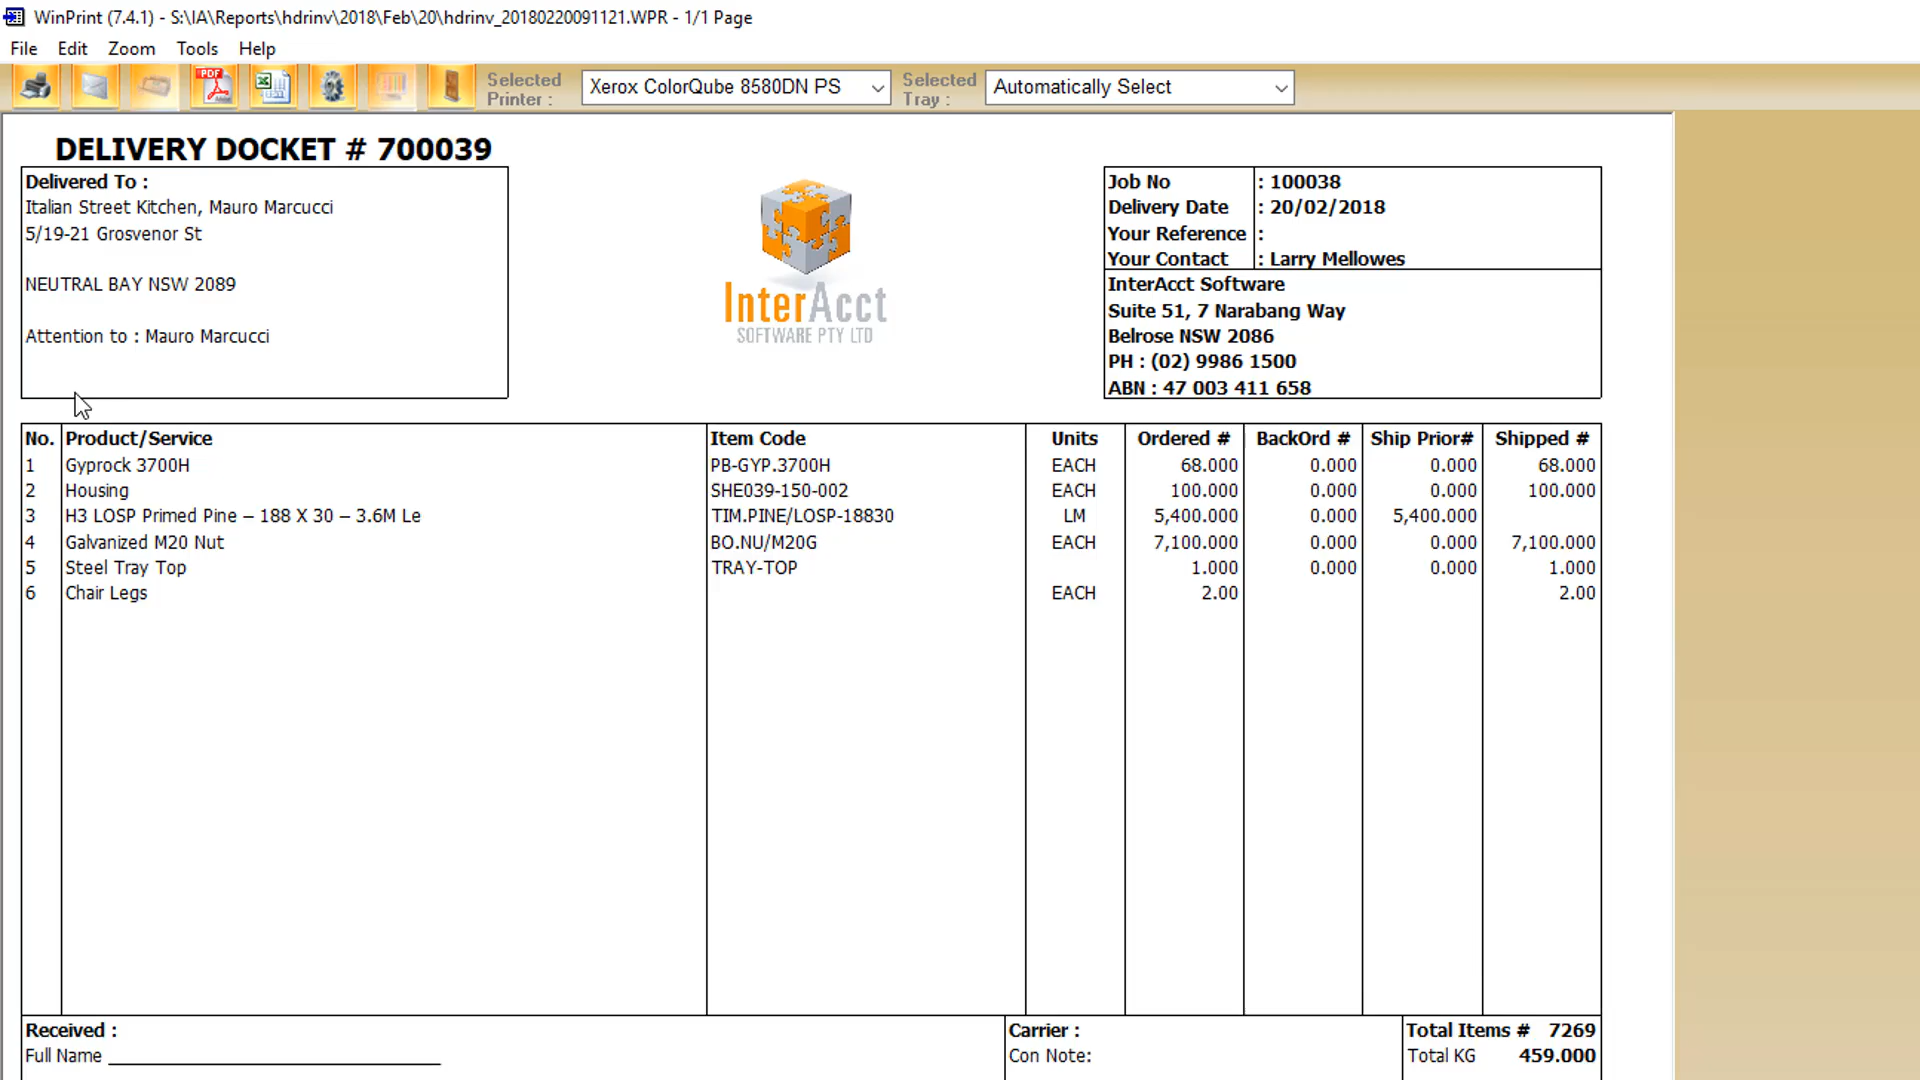 WinPrint (7.4.1) - S:\IA\Reports\hdrinv\2018\Feb\20\hdrinv_20180220091121.WPR - 1/1 Page
File Edit Zoom Tools Help
PDF
Selected Printer : Xerox ColorQube 8580DN PS Selected Tray : Automatically Select
DELIVERY DOCKET # 700039
Delivered To :
Italian Street Kitchen, Mauro Marcucci
5/19-21 Grosvenor St
NEUTRAL BAY NSW 2089
Attention to : Mauro Marcucci
InterAcct
SOFTWARE PTY LTD
Job No : 100038
Delivery Date : 20/02/2018
Your Reference :
Your Contact : Larry Mellowes
InterAcct Software
Suite 51, 7 Narabang Way
Belrose NSW 2086
PH : (02) 9986 1500
ABN : 47 003 411 658
No. Product/Service Item Code Units Ordered # BackOrd # Ship Prior# Shipped #
1 Gyprock 3700H PB-GYP.3700H EACH 68.000 0.000 0.000 68.000
2 Housing SHE039-150-002 EACH 100.000 0.000 0.000 100.000
3 H3 LOSP Primed Pine – 188 X 30 – 3.6M Le TIM.PINE/LOSP-18830 LM 5,400.000 0.000 5,400.000
4 Galvanized M20 Nut BO.NU/M20G EACH 7,100.000 0.000 0.000 7,100.000
5 Steel Tray Top TRAY-TOP 1.000 0.000 0.000 1.000
6 Chair Legs EACH 2.00 2.00
Received :
Full Name
Carrier :
Con Note:
Total Items # 7269
Total KG 459.000